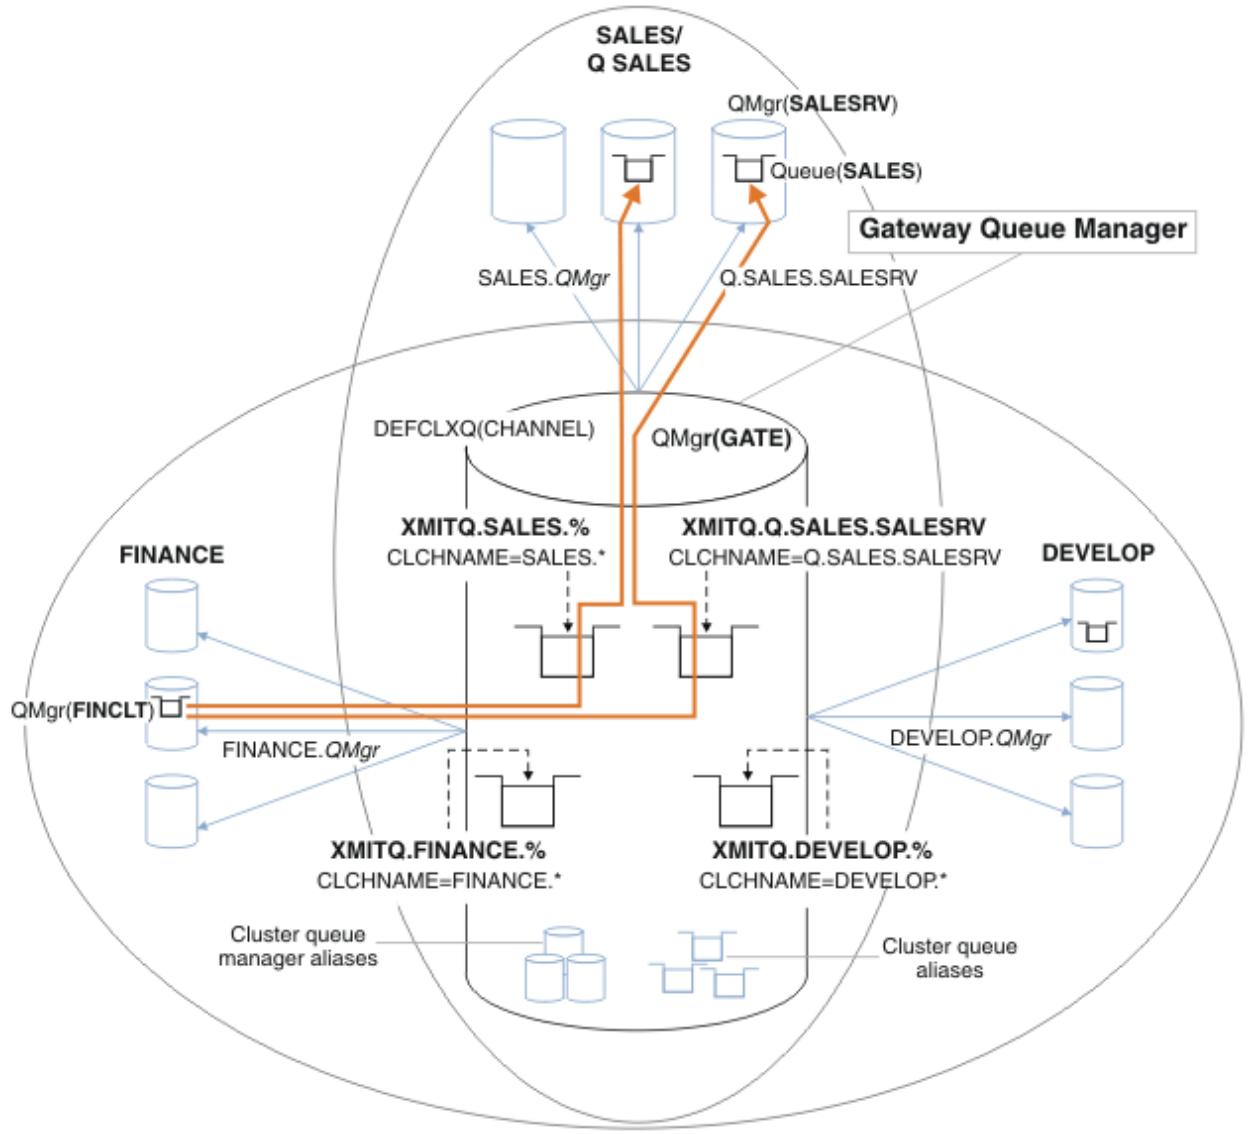 SALES/
Q SALES
QMgr(SALESRV)
Queue(SALES)
Gateway Queue Manager
SALES.QMgr
Q.SALES.SALESRV
DEFCLXQ(CHANNEL)
QMgr(GATE)
XMITQ.SALES.%
CLCHNAME=SALES.*
XMITQ.Q.SALES.SALESRV
CLCHNAME=Q.SALES.SALESRV
FINANCE
DEVELOP
QMgr(FINCLT)
FINANCE.QMgr
DEVELOP.QMgr
XMITQ.FINANCE.%
CLCHNAME=FINANCE.*
XMITQ.DEVELOP.%
CLCHNAME=DEVELOP.*
Cluster queue
manager aliases
Cluster queue
aliases